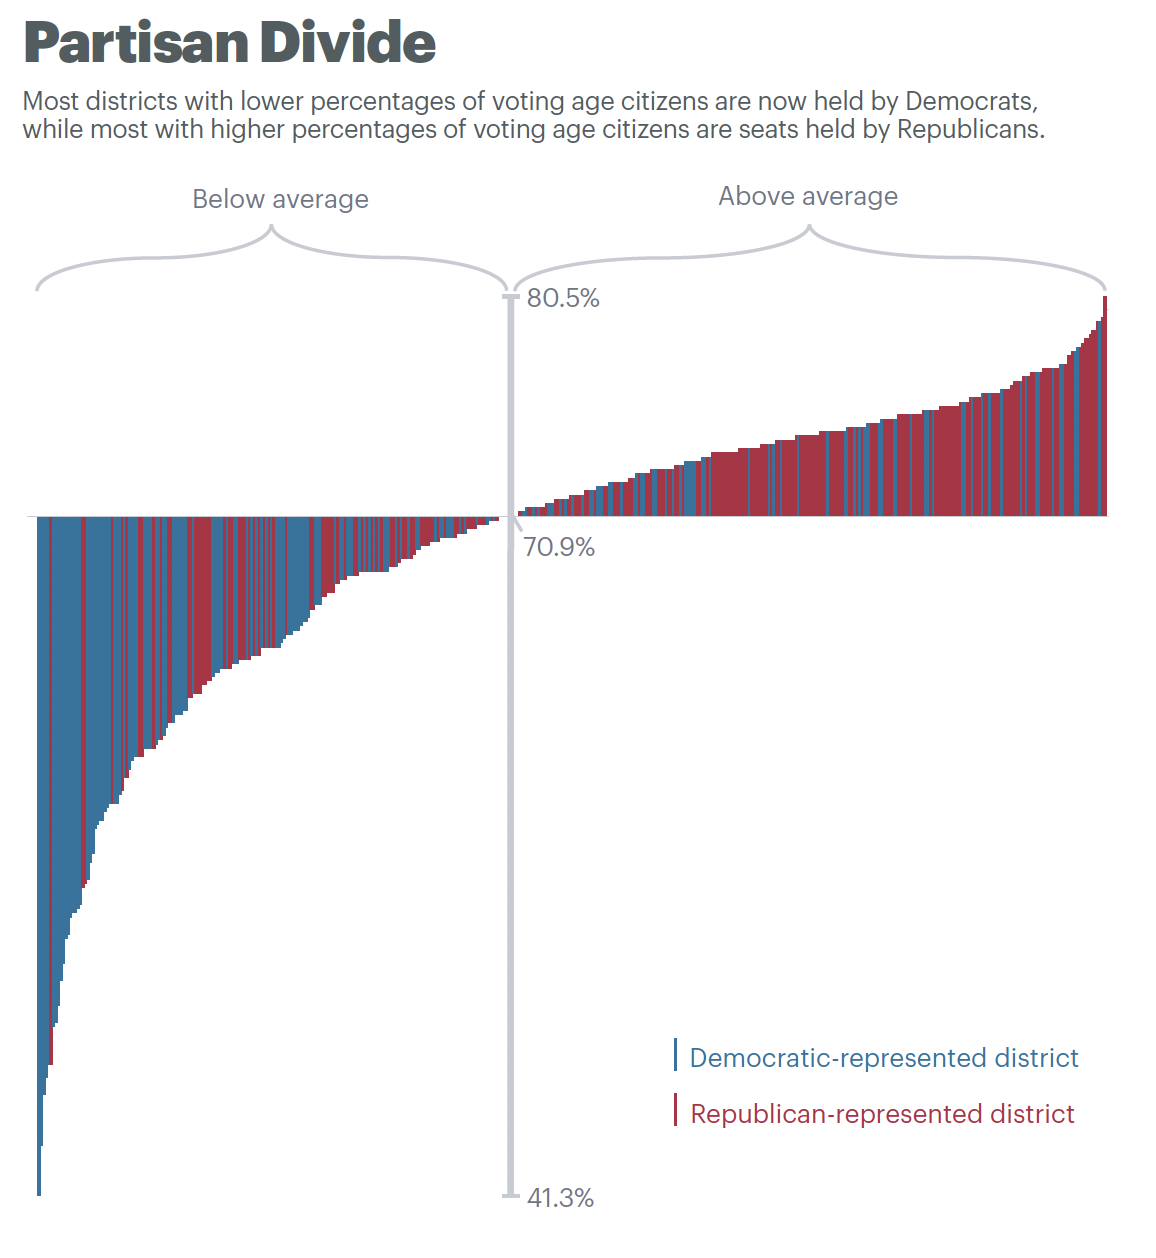 Partisan Divide
Most districts with lower percentages of voting age citizens are now held by Democrats,
while most with higher percentages of voting age citizens are seats held by Republicans.
Below average
Above average
80.5%
70.9%
41.3%
Democratic-represented district
Republican-represented district